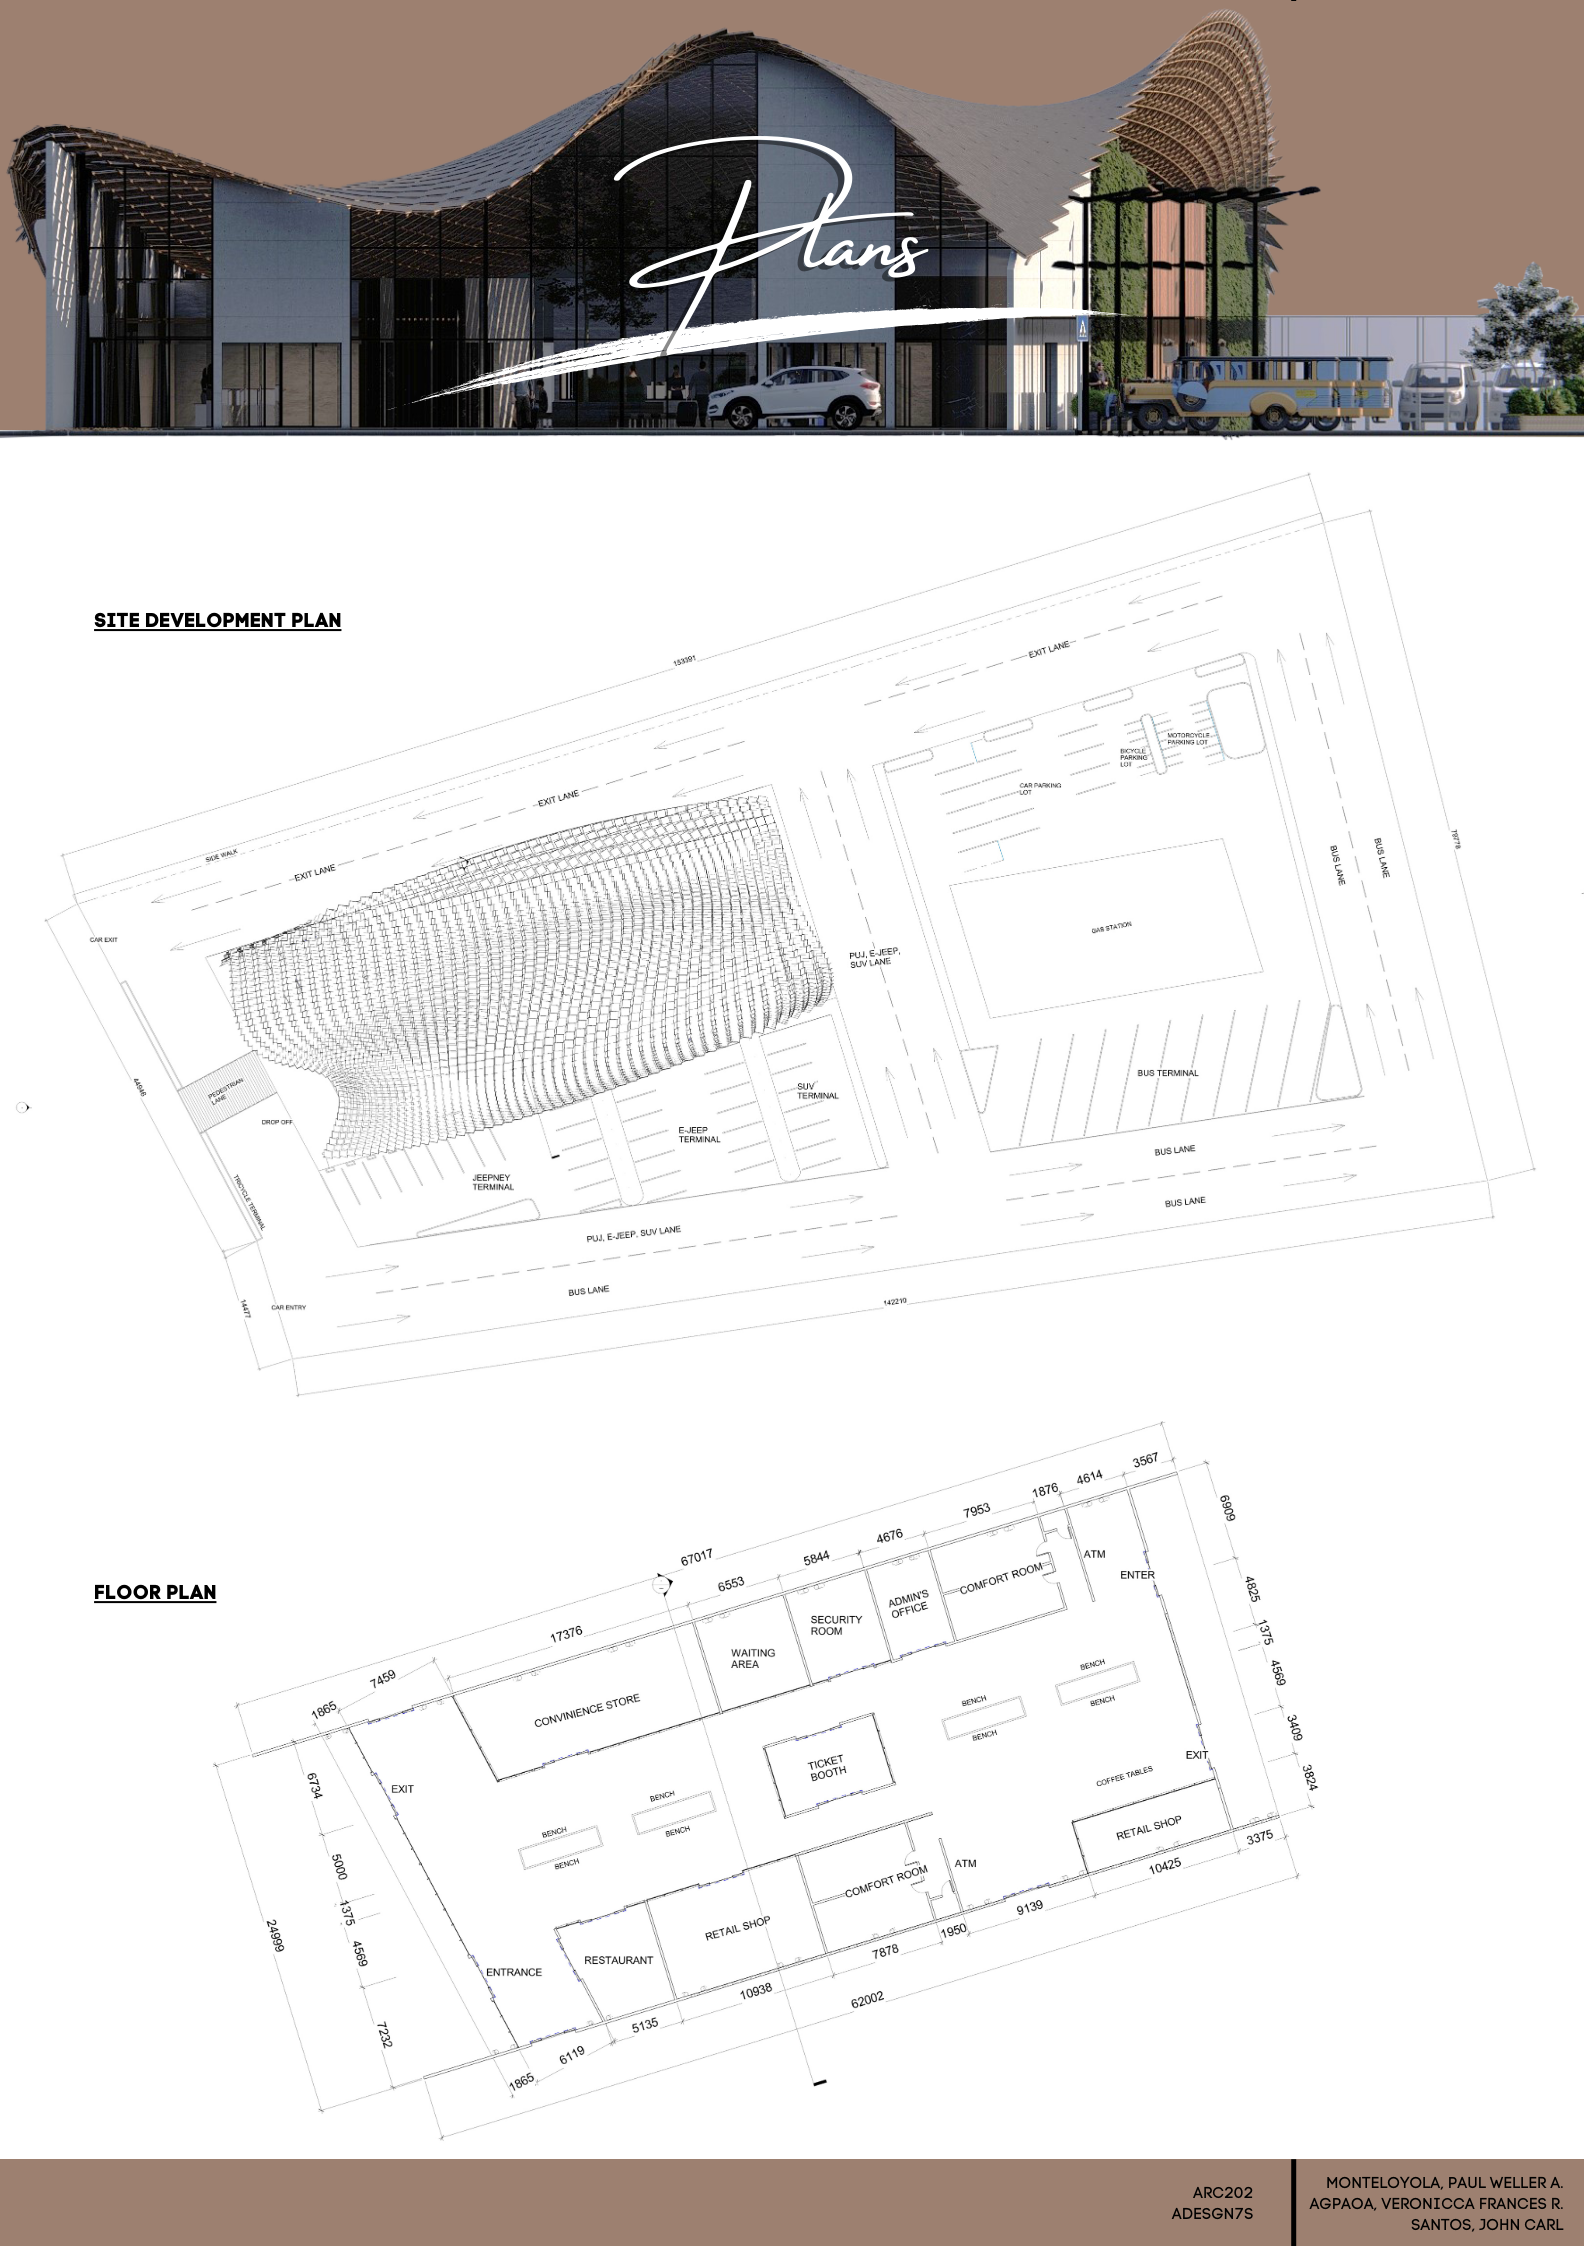 Plans
SITE DEVELOPMENT PLAN
153391
EXIT LANE
EXIT LANE
EXIT LANE
SIDE WALK
CAR EXIT
MOTORCYCLE
PARKING LOT
BICYCLE
PARKING
LOT
CAR PARKING
LOT
BUS LANE
BUS LANE
79778
GAS STATION
PUJ, E-JEEP,
SUV LANE
44946
PEDESTRIAN
LANE
DROP OFF
SUV
TERMINAL
E-JEEP
TERMINAL
JEEPNEY
TERMINAL
BUS TERMINAL
TRICYCLE TERMINAL
BUS LANE
BUS LANE
PUJ, E-JEEP, SUV LANE
BUS LANE
14477
CAR ENTRY
142210
FLOOR PLAN
67017
3567
4614
1876
7953
4676
5844
6553
17376
7459
1865
6909
4825
1375
4569
3409
3824
ATM
ENTER
COMFORT ROOM
ADMIN'S
OFFICE
SECURITY
ROOM
WAITING
AREA
CONVINIENCE STORE
BENCH
BENCH
BENCH
BENCH
EXIT
TICKET
BOOTH
EXIT
COFFEE TABLES
BENCH
BENCH
BENCH
BENCH
RETAIL SHOP
COMFORT ROOM
ATM
RETAIL SHOP
RESTAURANT
ENTRANCE
6734
5000
1375
4569
7232
24999
3375
10425
9139
1950
7878
10938
5135
6119
1865
62002
ARC202
ADESGN7S
MONTELOYOLA, PAUL WELLER A.
AGPAOA, VERONICCA FRANCES R.
SANTOS, JOHN CARL